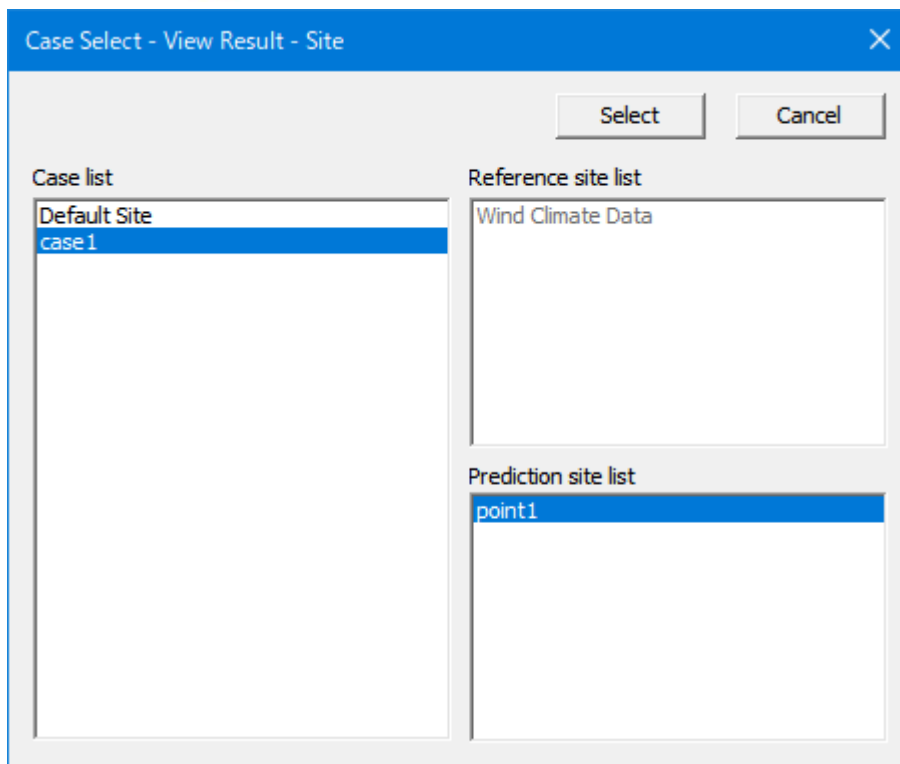 Case Select - View Result - Site
Select
Cancel
Case list
Default Site
case1
Reference site list
Wind Climate Data
Prediction site list
point1